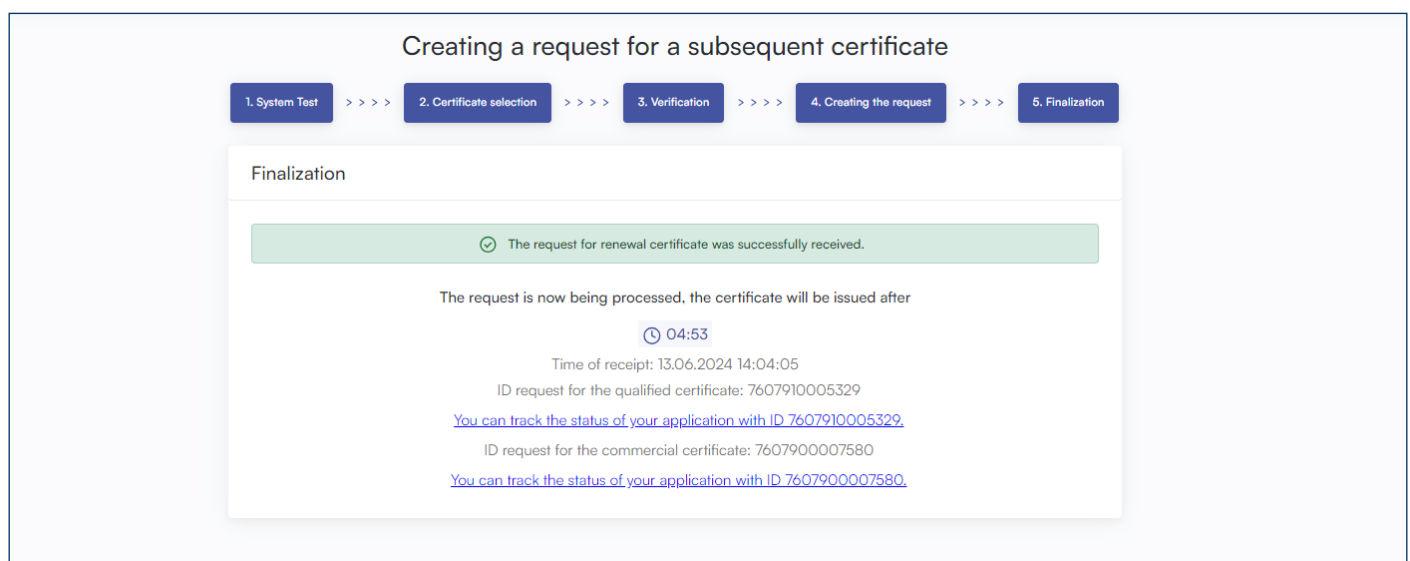 Creating a request for a subsequent certificate
1. System Test > > > > 2. Certificate selection > > > > 3. Verification > > > > 4. Creating the request > > > > 5. Finalization
Finalization
The request for renewal certificate was successfully received.
The request is now being processed, the certificate will be issued after
04:53
Time of receipt: 13.06.2024 14:04:05
ID request for the qualified certificate: 7607910005329
You can track the status of your application with ID 7607910005329.
ID request for the commercial certificate: 7607900007580
You can track the status of your application with ID 7607900007580.